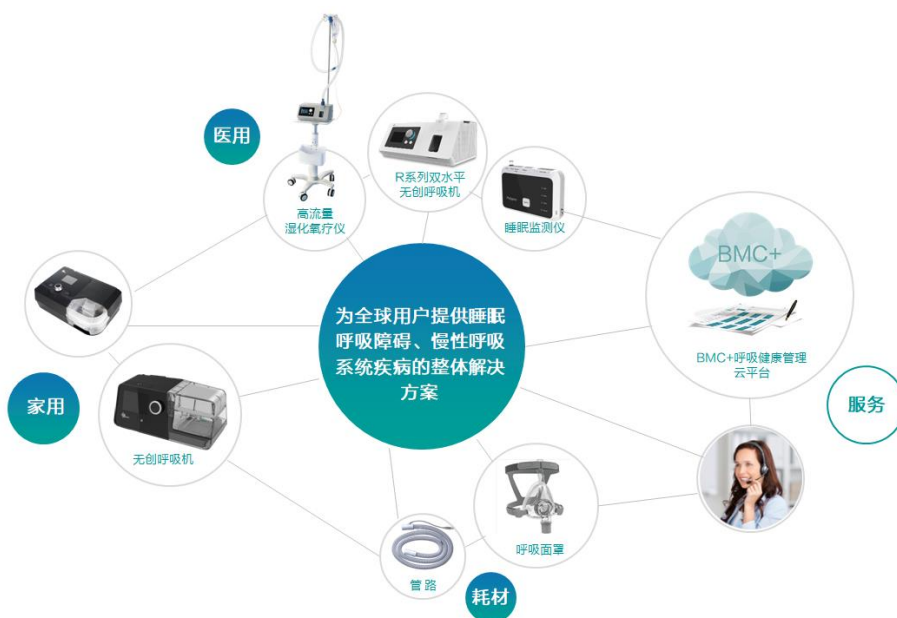 医用
高流量
湿化氧疗仪
R系列双水平
无创呼吸机
睡眠监测仪
BMC+
BMC+呼吸健康管理
云平台
服务
为全球用户提供睡眠
呼吸障碍、慢性呼吸
系统疾病的整体解决
方案
家用
无创呼吸机
呼吸面罩
管路
耗材